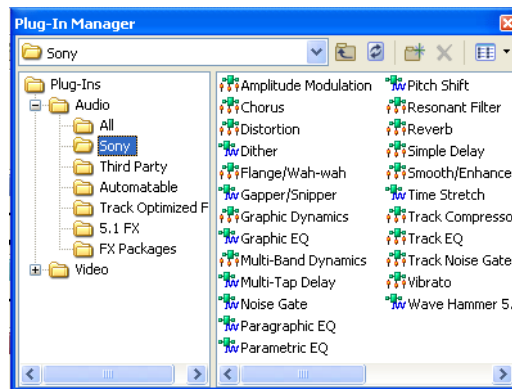 Plug-In Manager
Sony
Plug-Ins
Audio
All
Sony
Third Party
Automatable
Track Optimized F
5.1 FX
FX Packages
Video
Amplitude Modulation
Chorus
Distortion
Dither
Flange/Wah-wah
Gapper/Snipper
Graphic Dynamics
Graphic EQ
Multi-Band Dynamics
Multi-Tap Delay
Noise Gate
Paragraphic EQ
Parametric EQ
Pitch Shift
Resonant Filter
Reverb
Simple Delay
Smooth/Enhance
Time Stretch
Track Compresso
Track EQ
Track Noise Gate
Vibrato
Wave Hammer 5.